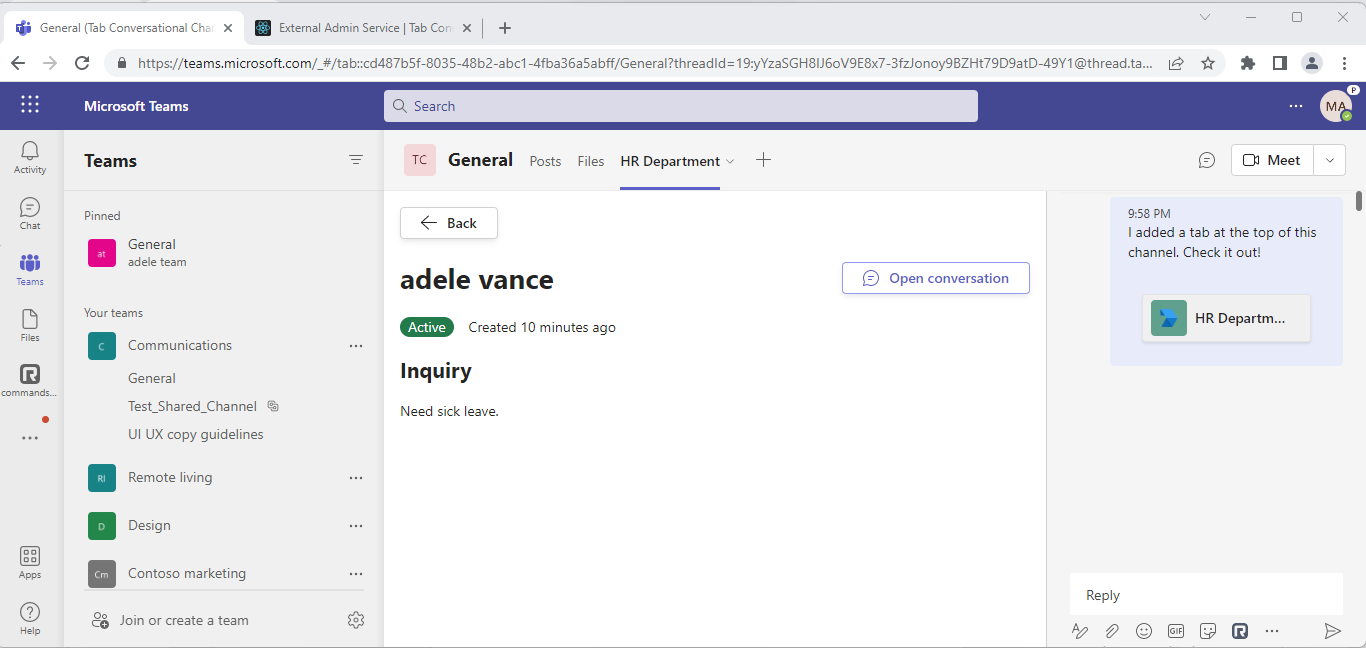 General (Tab Conversational Cha
External Admin Service | Tab Con
https://teams.microsoft.com/_#/tab::cd487b5f-8035-48b2-abc1-4fba36a5abff/General?threadId=19:yYzaSGH8IJ6oV9E8x7-3fzJonoy9BZHt79D9atD-49Y1@thread.ta...
Microsoft Teams
Search
MA
P
Activity
Chat
Teams
Files
commands...
Apps
Help
Teams
Pinned
at
General
adele team
Your teams
C
Communications
General
Test_Shared_Channel
UI UX copy guidelines
Rl
Remote living
D
Design
Cm
Contoso marketing
Join or create a team
TC
General
Posts
Files
HR Department
Meet
Back
adele vance
Open conversation
Active
Created 10 minutes ago
Inquiry
Need sick leave.
9:58 PM
I added a tab at the top of this
channel. Check it out!
HR Departm...
Reply
GIF